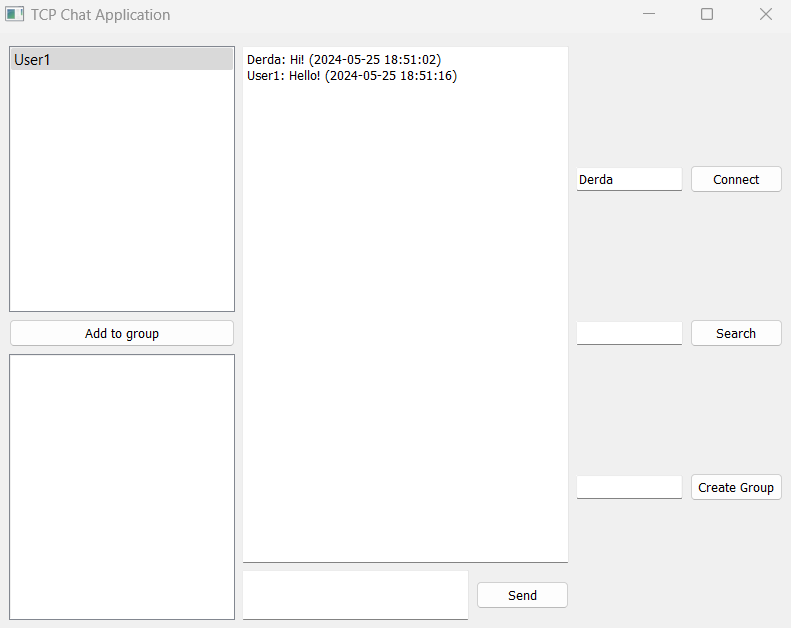 TCP Chat Application
User1
Add to group
Derda: Hi! (2024-05-25 18:51:02)
User1: Hello! (2024-05-25 18:51:16)
Send
Derda
Connect
Search
Create Group